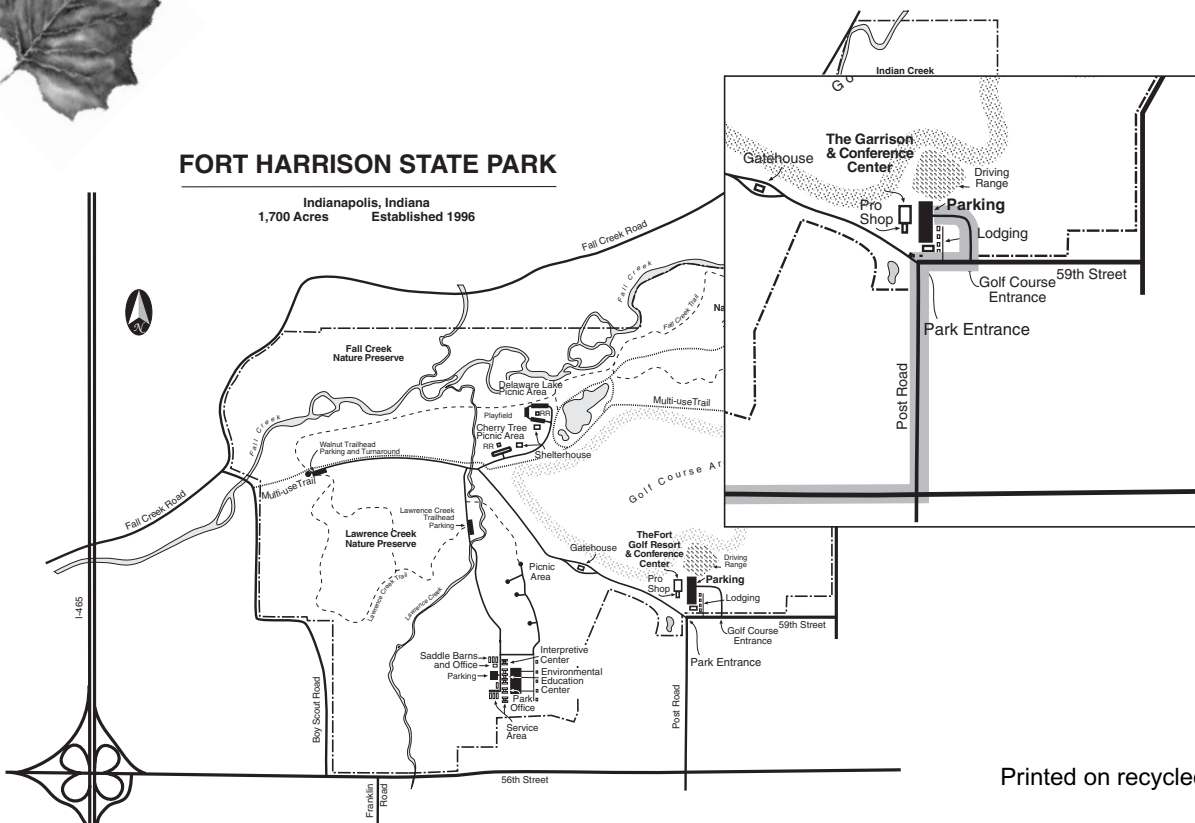 FORT HARRISON STATE PARK
Indianapolis, Indiana
1,700 Acres Established 1996
Indian Creek
The Garrison
& Conference
Center
Gatehouse
Driving
Range
Pro
Shop
Parking
Lodging
Golf Course
Entrance
59th Street
Park Entrance
Post Road
Fall Creek Road
Fall Creek
Fall Creek Trail
Fall Creek
Nature Preserve
Delaware Lake
Picnic Area
Playfield
RR
Cherry Tree
Picnic Area
RR
Shelterhouse
Multi-useTrail
Golf Course
Fall Creek
Walnut Trailhead
Parking and Turnaround
Multi-useTrail
Fall Creek Road
Lawrence Creek
Trailhead
Parking
Lawrence Creek
Nature Preserve
Lawrence Creek Trail
Lawrence Creek
Picnic
Area
Gatehouse
TheFort
Golf Resort
& Conference
Center
Driving
Range
Pro
Shop
Parking
Lodging
Golf Course
Entrance
59th Street
Park Entrance
Post Road
Saddle Barns
and Office
Parking
Interpretive
Center
Environmental
Education
Center
Park
Office
Service
Area
I-465
Boy Scout Road
Franklin
Road
56th Street
N
Printed on recycled